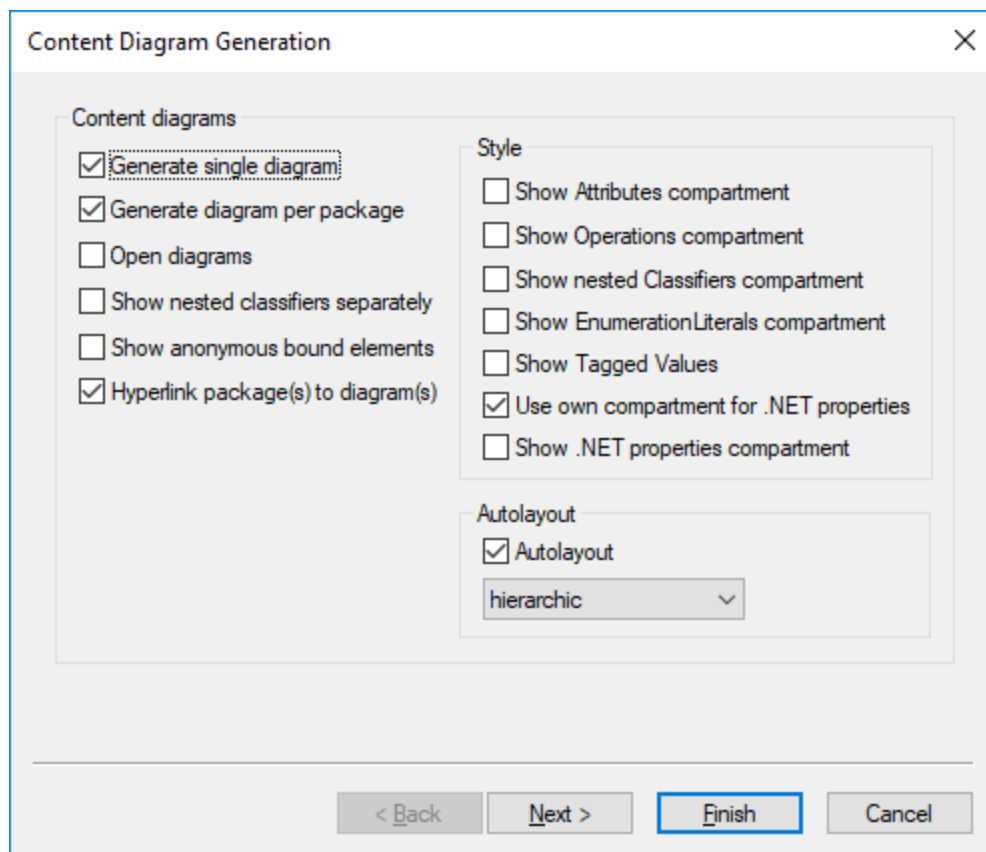 Content Diagram Generation
Content diagrams
Generate single diagram
Generate diagram per package
Open diagrams
Show nested classifiers separately
Show anonymous bound elements
Hyperlink package(s) to diagram(s)
Style
Show Attributes compartment
Show Operations compartment
Show nested Classifiers compartment
Show EnumerationLiterals compartment
Show Tagged Values
Use own compartment for .NET properties
Show .NET properties compartment
Autolayout
Autolayout
hierarchic
< Back
Next >
Finish
Cancel